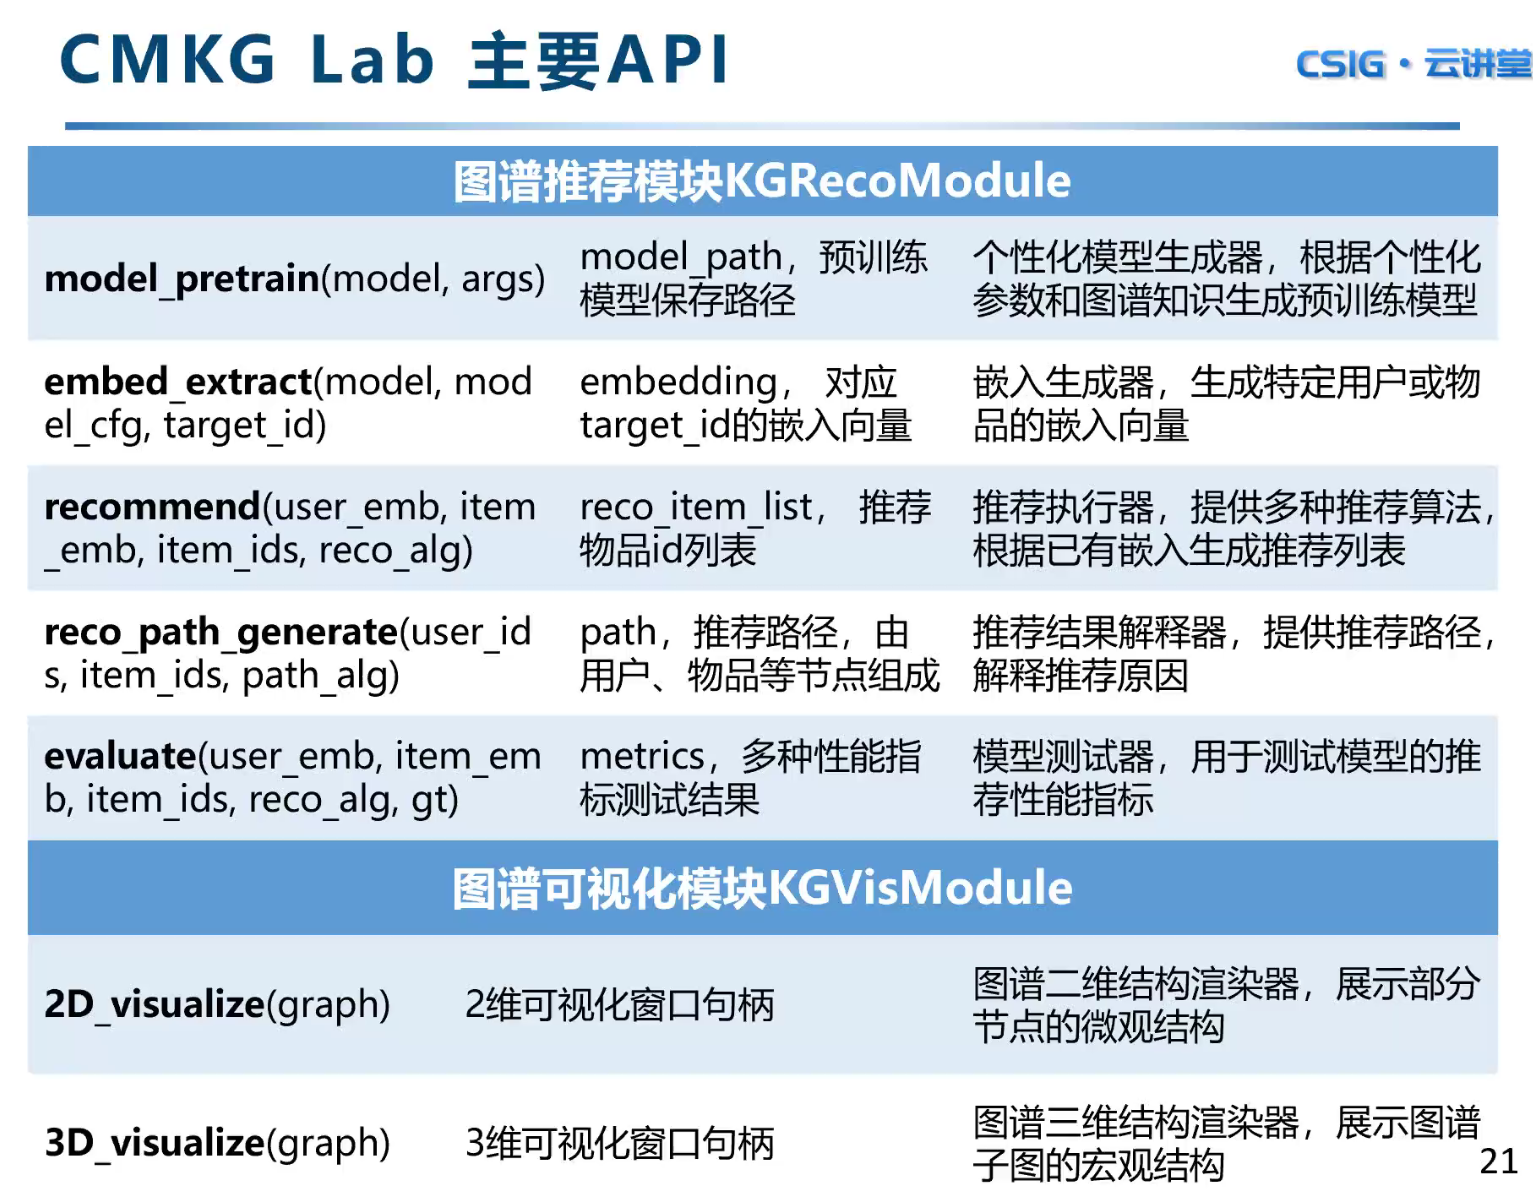 CMKG Lab 主要API
CSIG·云讲堂
图谱推荐模块KGRecoModule
model_pretrain(model, args)
model_path，预训练
模型保存路径
个性化模型生成器，根据个性化
参数和图谱知识生成预训练模型
embed_extract(model, mod
el_cfg, target_id)
embedding， 对应
target_id的嵌入向量
嵌入生成器，生成特定用户或物
品的嵌入向量
recommend(user_emb, item
_emb, item_ids, reco_alg)
reco_item_list， 推荐
物品id列表
推荐执行器，提供多种推荐算法，
根据已有嵌入生成推荐列表
reco_path_generate(user_id
s, item_ids, path_alg)
path，推荐路径，由
用户、物品等节点组成
推荐结果解释器，提供推荐路径，
解释推荐原因
evaluate(user_emb, item_em
b, item_ids, reco_alg, gt)
metrics，多种性能指
标测试结果
模型测试器，用于测试模型的推
荐性能指标
图谱可视化模块KGVisModule
2D_visualize(graph)
2维可视化窗口句柄
图谱二维结构渲染器，展示部分
节点的微观结构
3D_visualize(graph)
3维可视化窗口句柄
图谱三维结构渲染器，展示图谱
子图的宏观结构
21